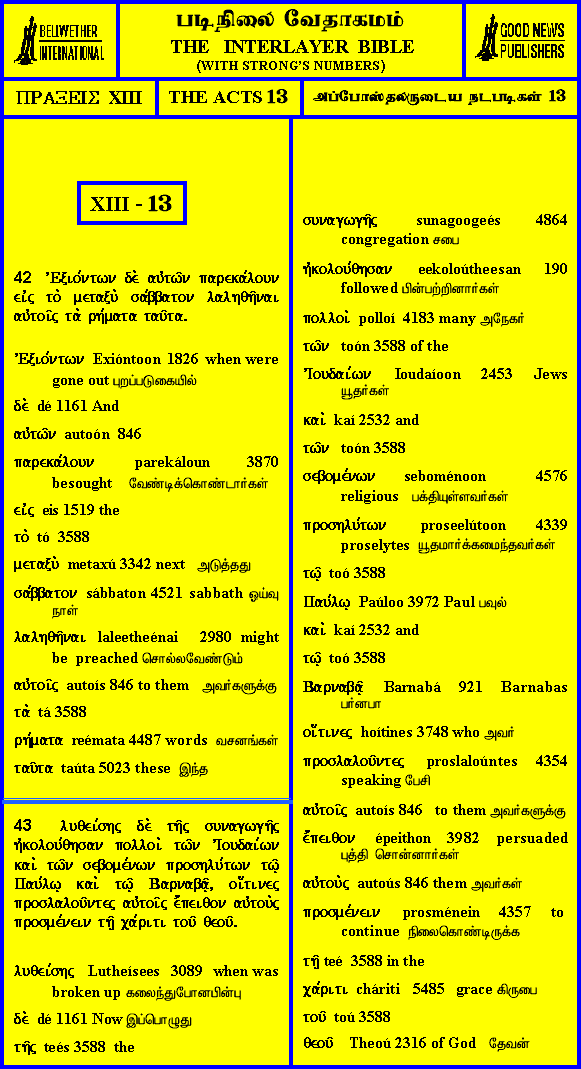 BELIWETHER
INTERNATIONAL
படிநிலை வேதாகமம்
THE INTERLAYER BIBLE
(WITH STRONG'S NUMBERS)
GOOD NEWS
PUBLISHERS
ΠΡΑΞΕΙΣ XIII
THE ACTS 13
அப்போஸ்தலருடைய நடபடிகள் 13
XIII - 13
42 Ἐξιόντων δὲ αὐτῶν παρεκάλουν
εἰς τὸ μεταξὺ σάββατον λαληθῆναι
αὐτοῖς τὰ ρήματα ταῦτα.
Ἐξιόντων Exióntoon 1826 when were
gone out புறப்படுகையில்
δὲ dé 1161 And
αὐτῶν autoón 846
παρεκάλουν parekáloun 3870
besought வேண்டிக்கொண்டார்கள்
εἰς eis 1519 the
τὸ tó 3588
μεταξὺ metaxú 3342 next அடுத்தது
σάββατον sábbaton 4521 sabbath ஒய்வு
நாள்
λαληθῆναι laleetheénai 2980 might
be preached சொல்லவேண்டும்
αὐτοῖς autoís 846 to them அவர்களுக்கு
τὰ tá 3588
ρήματα reémata 4487 words வசனங்கள்
ταῦτα taúta 5023 these இந்த
43 λυθείσης δὲ τῆς συναγωγῆς
ἠκολούθησαν πολλοὶ τῶν Ἰουδαίων
καὶ τῶν σεβομένων προσηλύτων τῷ
Παύλῳ καὶ τῷ Βαρναβᾷ, οἵτινες
προσλαλοῦντες αὐτοῖς ἔπειθον αὐτοὺς
προσμένειν τῇ χάριτι τοῦ θεοῦ.
λυθείσης Lutheísees 3089 when was
broken up கலைந்துபோனபின்பு
δὲ dé 1161 Now இப்பொழுது
τῆς teés 3588 the
συναγωγῆς sunagoogeés 4864
congregation சபை
ἠκολούθησαν eekoloútheesan 190
followed பின்பற்றினார்கள்
πολλοὶ polloí 4183 many அநேகர்
τῶν toón 3588 of the
Ἰουδαίων Ioudaíoon 2453 Jews
யூதர்கள்
καὶ kaí 2532 and
τῶν toón 3588
σεβομένων seboménoon 4576
religious பக்தியுள்ளவர்கள்
προσηλύτων proseelútoon 4339
proselytes யூதமார்க்கமைந்தவர்கள்
τῷ toó 3588
Παύλῳ Paúloo 3972 Paul பவுல்
καὶ kaí 2532 and
τῷ toó 3588
Βαρναβᾷ Barnabá 921 Barnabas
பர்னபா
οἵτινες hoítines 3748 who அவர்
προσλαλοῦντες proslaloúntes 4354
speaking பேசி
αὐτοῖς autoís 846 to them அவர்களுக்கு
ἔπειθον épeithon 3982 persuaded
புத்தி சொன்னார்கள்
αὐτοὺς autoús 846 them அவர்கள்
προσμένειν prosménein 4357 to
continue நிலைகொண்டிருக்க
τῇ teé 3588 in the
χάριτι cháriti 5485 grace கிருபை
τοῦ toú 3588
θεοῦ Theoú 2316 of God தேவன்